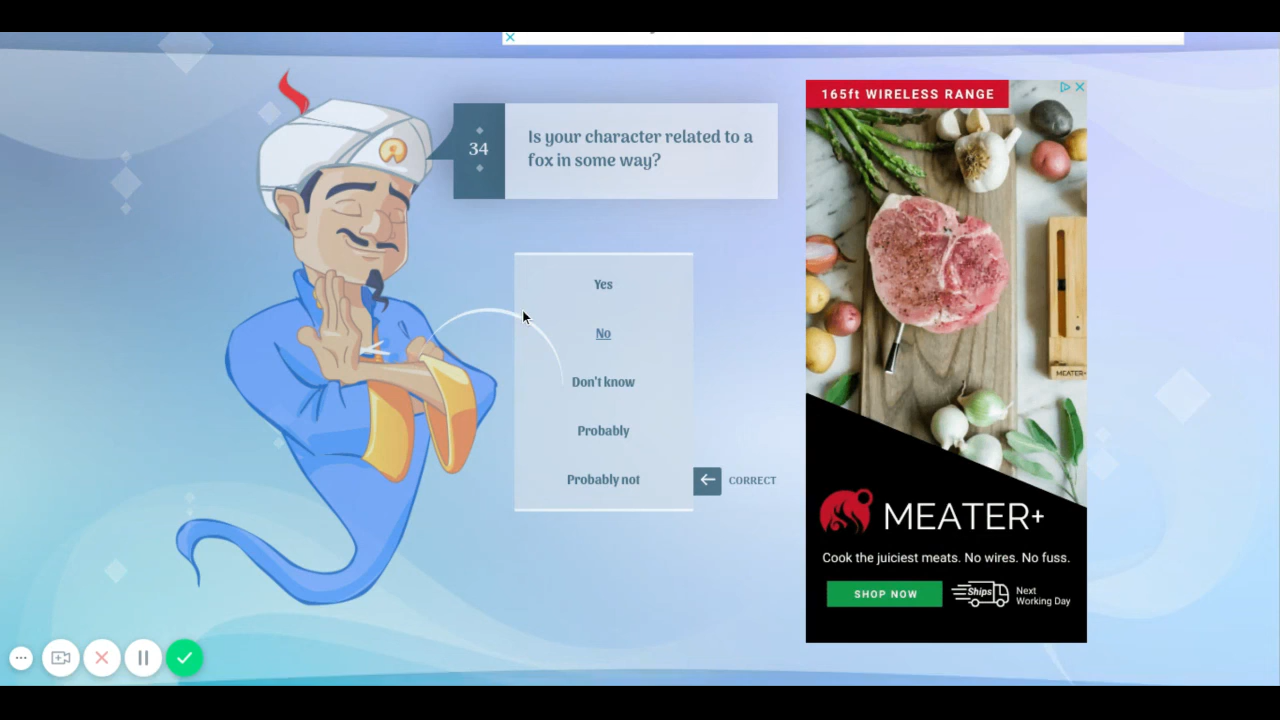 34
Is your character related to a
fox in some way?
Yes
No
Don't know
Probably
Probably not
CORRECT
165ft WIRELESS RANGE
MEATER+
MEATER+
Cook the juiciest meats. No wires. No fuss.
SHOP NOW
Ships
Next
Working Day